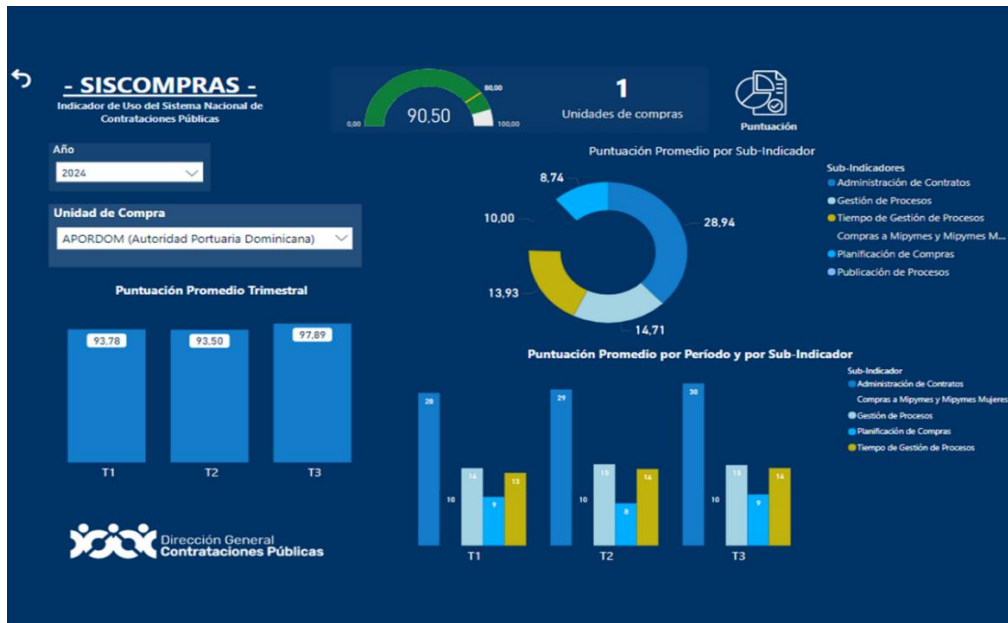 - SISCOMPRAS -
Indicador de Uso del Sistema Nacional de
Contrataciones Públicas
0,00
90,50
80,00
100,00
1
Unidades de compras
Puntuación
Año
2024
Unidad de Compra
APORDOM (Autoridad Portuaria Dominicana)
Puntuación Promedio Trimestral
93,78
93,50
97,89
T1
T2
T3
Puntuación Promedio por Sub-Indicador
8,74
10,00
13,93
14,71
28,94
Sub-Indicadores
Administración de Contratos
Gestión de Procesos
Tiempo de Gestión de Procesos
Compras a Mipymes y Mipymes M...
Planificación de Compras
Publicación de Procesos
Puntuación Promedio por Período y por Sub-Indicador
28
10
14
9
13
29
10
15
8
14
30
10
15
9
14
T1
T2
T3
Sub-Indicador
Administración de Contratos
Compras a Mipymes y Mipymes Mujeres
Gestión de Procesos
Planificación de Compras
Tiempo de Gestión de Procesos
Dirección General
Contrataciones Públicas